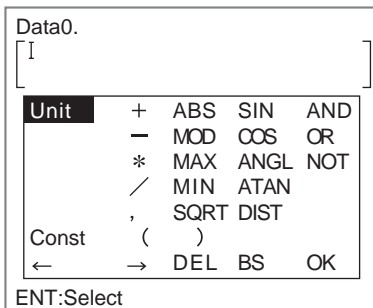 Data0.
Unit + ABS SIN AND
− MOD COS OR
* MAX ANGL NOT
/ MIN ATAN
, SQRT DIST
Const ( )
← → DEL BS OK
ENT:Select